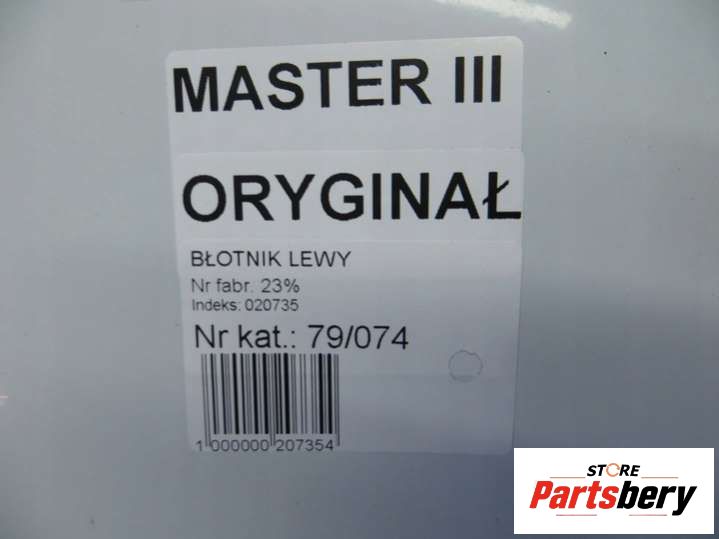 MASTER III
ORYGINAŁ
BŁOTNIK LEWY
Nr fabr. 23%
Indeks: 020735
Nr kat.: 79/074
1 000000 207354
STORE
Partsbery